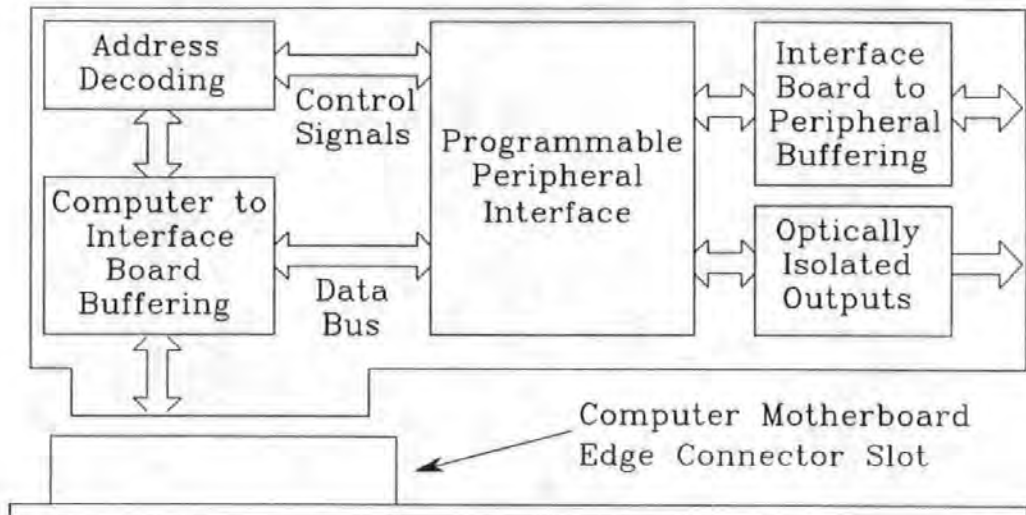 Address
Decoding
Control
Signals
Computer to
Interface
Board
Buffering
Data
Bus
Programmable
Peripheral
Interface
Interface
Board to
Peripheral
Buffering
Optically
Isolated
Outputs
Computer Motherboard
Edge Connector Slot